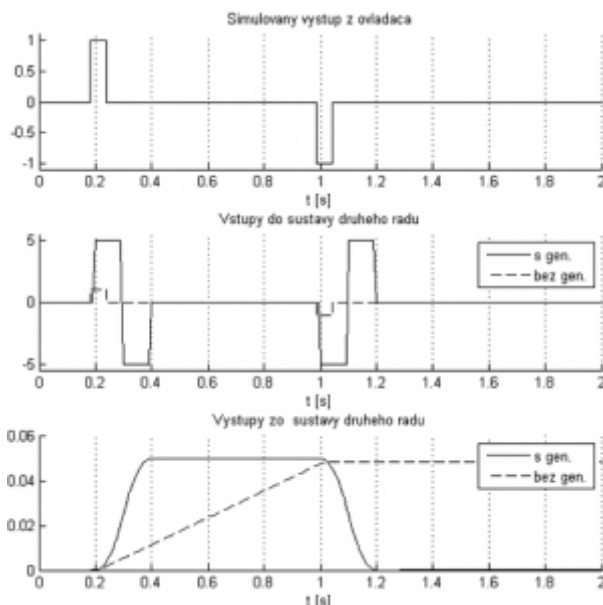 Simulovany vystup z ovladaca
1
0.5
0
-0.5
-1
0 0.2 0.4 0.6 0.8 1 1.2 1.4 1.6 1.8 2
t [s]
Vstupy do sustavy druheho radu
5
0
-5
s gen.
bez gen.
0 0.2 0.4 0.6 0.8 1 1.2 1.4 1.6 1.8 2
t [s]
Vystupy zo sustavy druheho radu
0.06
0.04
0.02
0
s gen.
bez gen.
0 0.2 0.4 0.6 0.8 1 1.2 1.4 1.6 1.8 2
t [s]